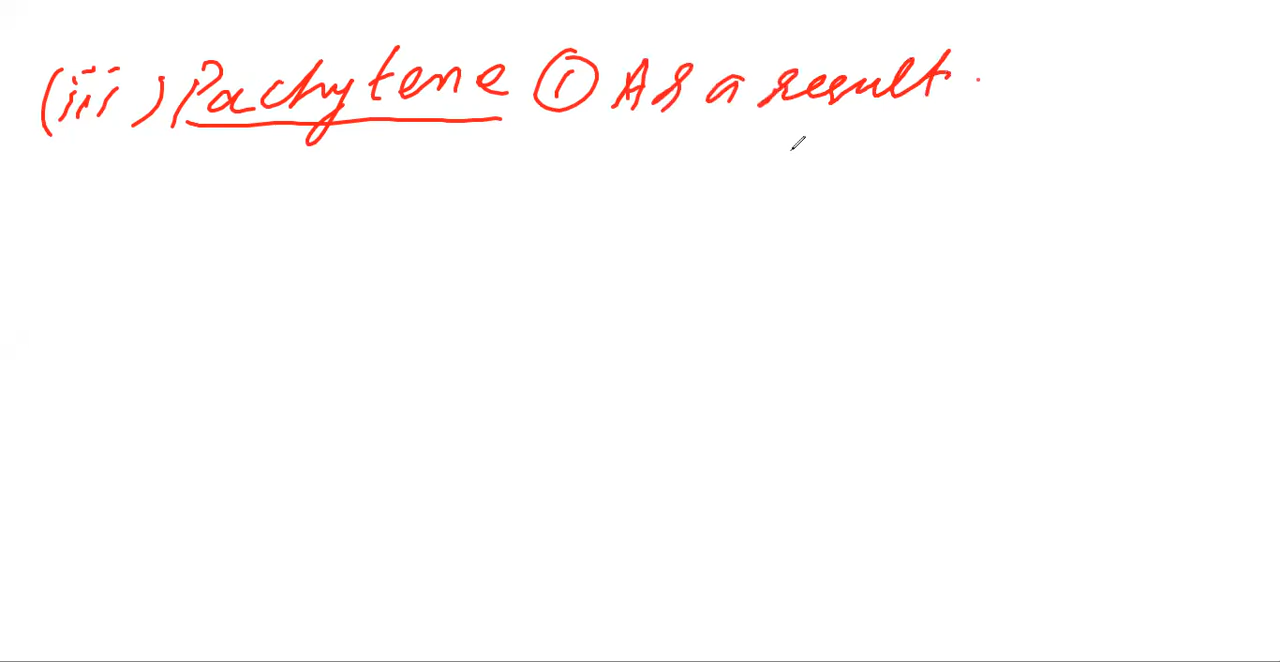 (iii) Pachytene ① As a result